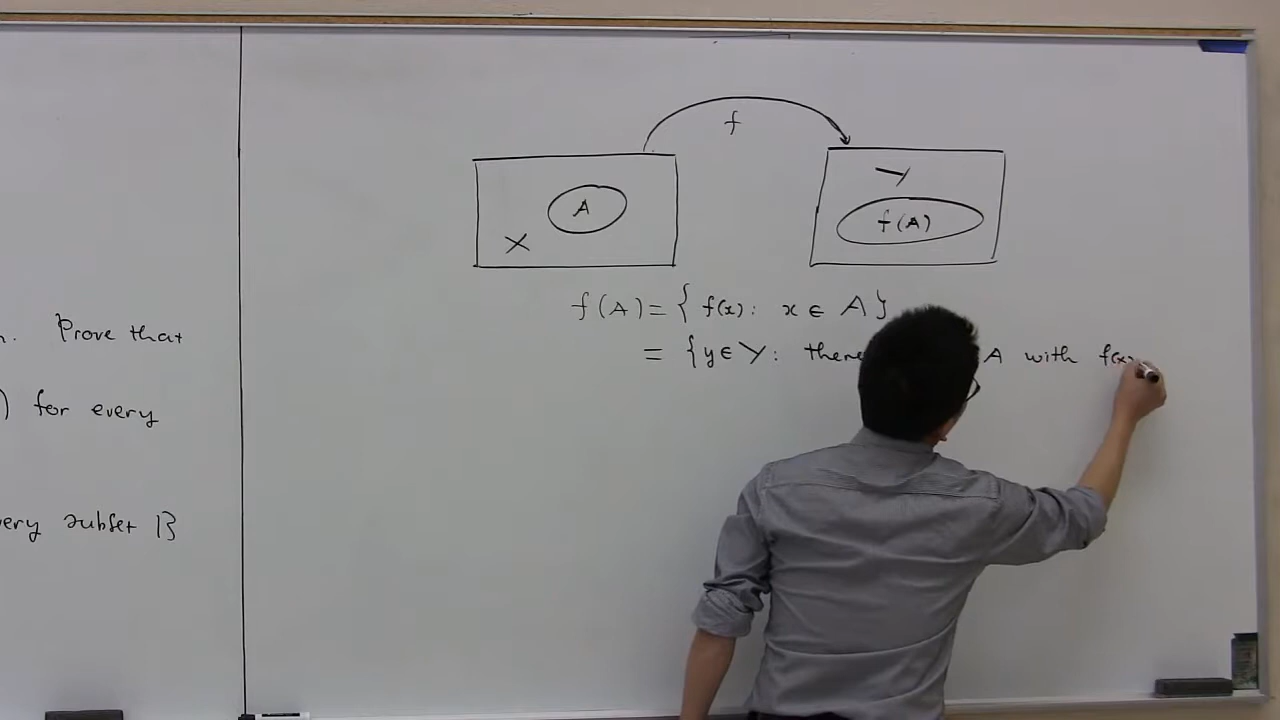 n. Prove that
) for every
very subset B
f
A
X
Y
f(A)
f(A) = { f(x) : x ∈ A }
= { y ∈ Y : there A with f(x)